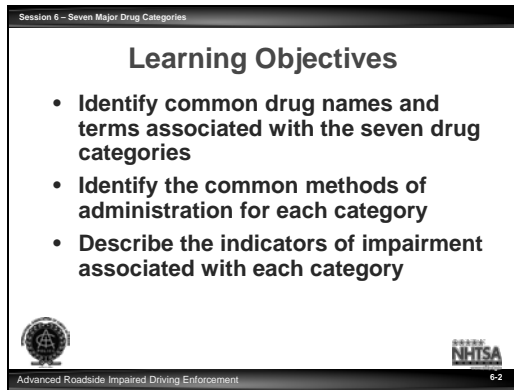 Session 6 – Seven Major Drug Categories
Learning Objectives
• Identify common drug names and
terms associated with the seven drug
categories
• Identify the common methods of
administration for each category
• Describe the indicators of impairment
associated with each category
NHTSA
Advanced Roadside Impaired Driving Enforcement
6-2